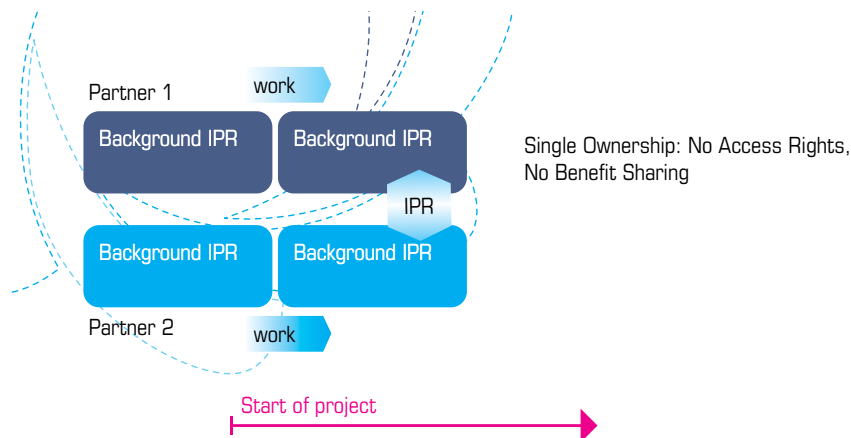 Partner 1
work
Background IPR
Background IPR
Single Ownership: No Access Rights,
No Benefit Sharing
IPR
Background IPR
Background IPR
Partner 2
work
Start of project